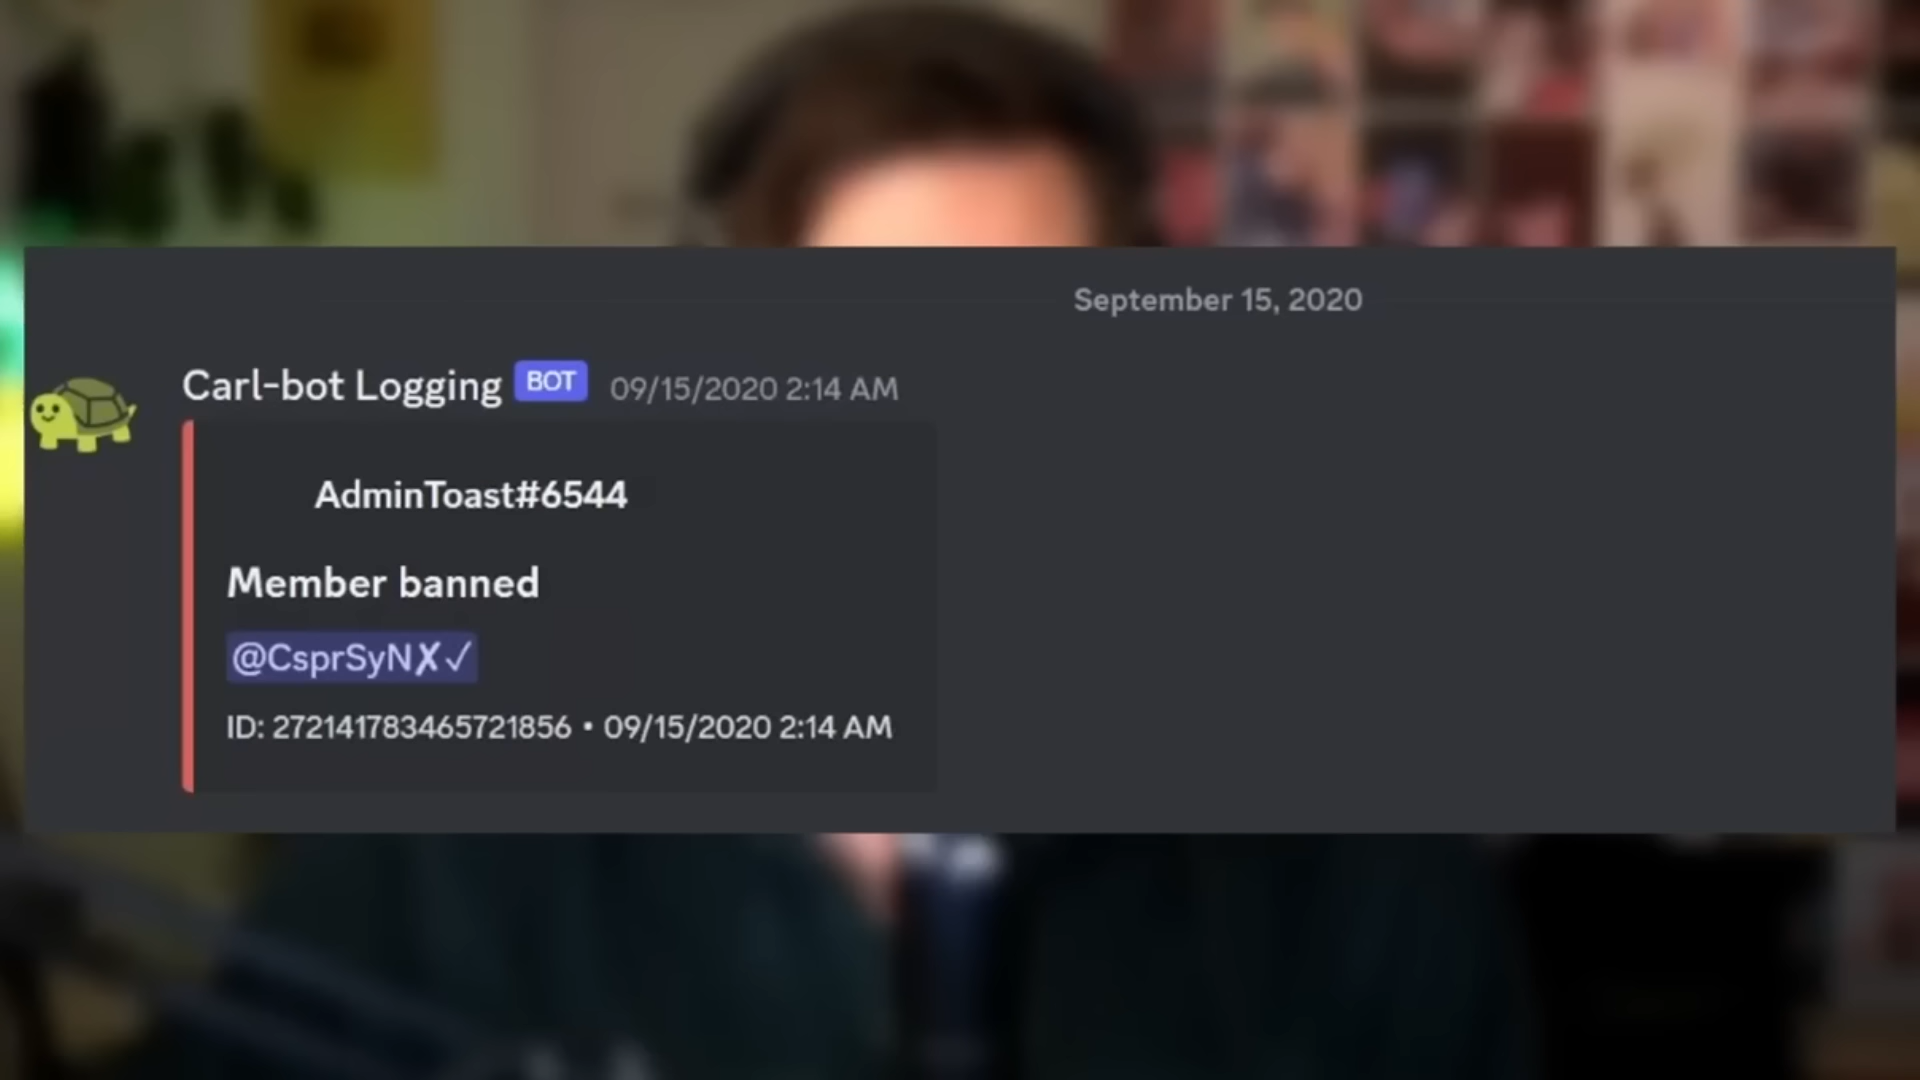 September 15, 2020
Carl-bot Logging BOT 09/15/2020 2:14 AM
AdminToast#6544
Member banned
@CsprSyN✗✓
ID: 272141783465721856 • 09/15/2020 2:14 AM